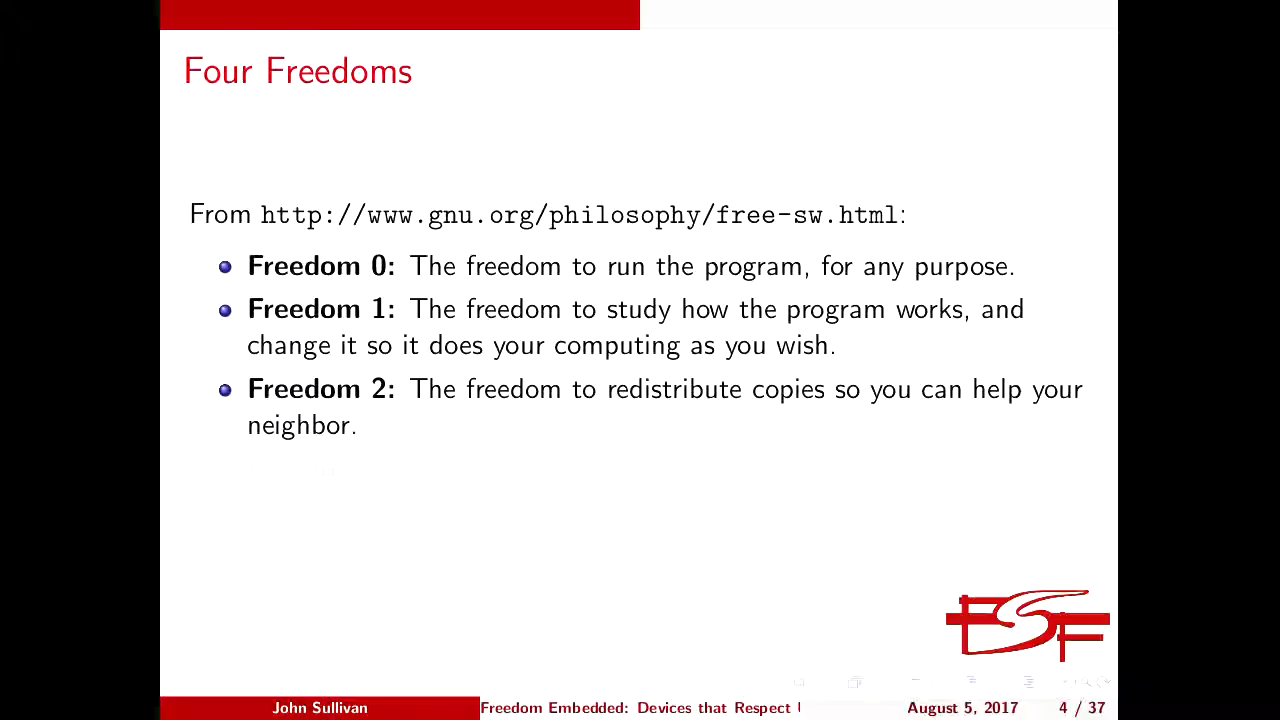 Four Freedoms
From http://www.gnu.org/philosophy/free-sw.html:
Freedom 0: The freedom to run the program, for any purpose.
Freedom 1: The freedom to study how the program works, and
change it so it does your computing as you wish.
Freedom 2: The freedom to redistribute copies so you can help your
neighbor.
FSF
John Sullivan
Freedom Embedded: Devices that Respect
August 5, 2017
4 / 37